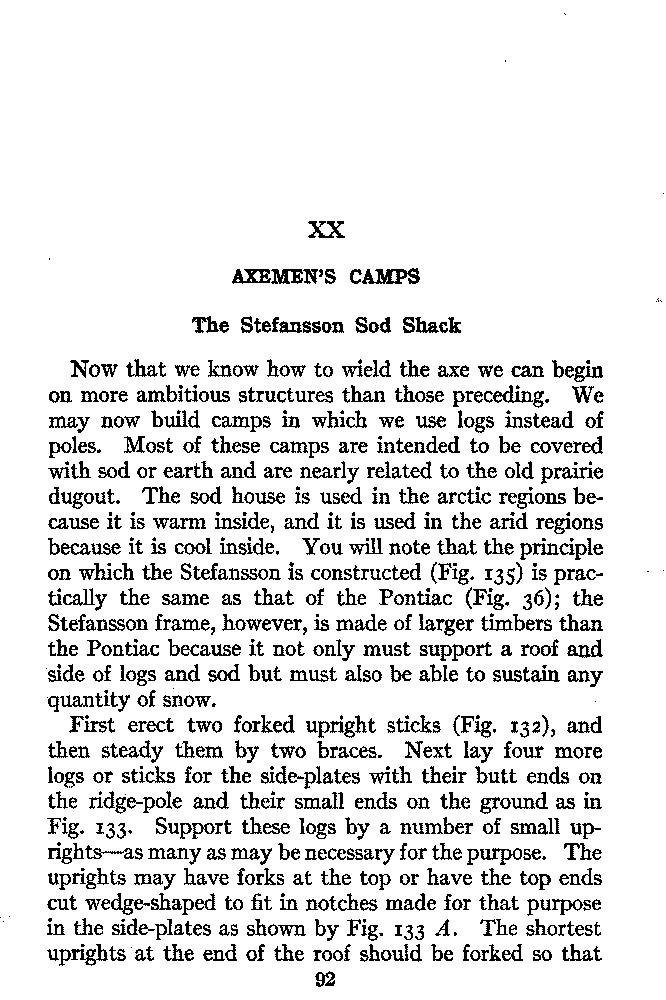 XX
AXEMEN'S CAMPS
The Stefansson Sod Shack
Now that we know how to wield the axe we can begin
on more ambitious structures than those preceding. We
may now build camps in which we use logs instead of
poles. Most of these camps are intended to be covered
with sod or earth and are nearly related to the old prairie
dugout. The sod house is used in the arctic regions be-
cause it is warm inside, and it is used in the arid regions
because it is cool inside. You will note that the principle
on which the Stefansson is constructed (Fig. 135) is prac-
tically the same as that of the Pontiac (Fig. 36); the
Stefansson frame, however, is made of larger timbers than
the Pontiac because it not only must support a roof and
side of logs and sod but must also be able to sustain any
quantity of snow.
First erect two forked upright sticks (Fig. 132), and
then steady them by two braces. Next lay four more
logs or sticks for the side-plates with their butt ends on
the ridge-pole and their small ends on the ground as in
Fig. 133. Support these logs by a number of small up-
rights—as many as may be necessary for the purpose. The
uprights may have forks at the top or have the top ends
cut wedge-shaped to fit in notches made for that purpose
in the side-plates as shown by Fig. 133 A. The shortest
uprights at the end of the roof should be forked so that
92